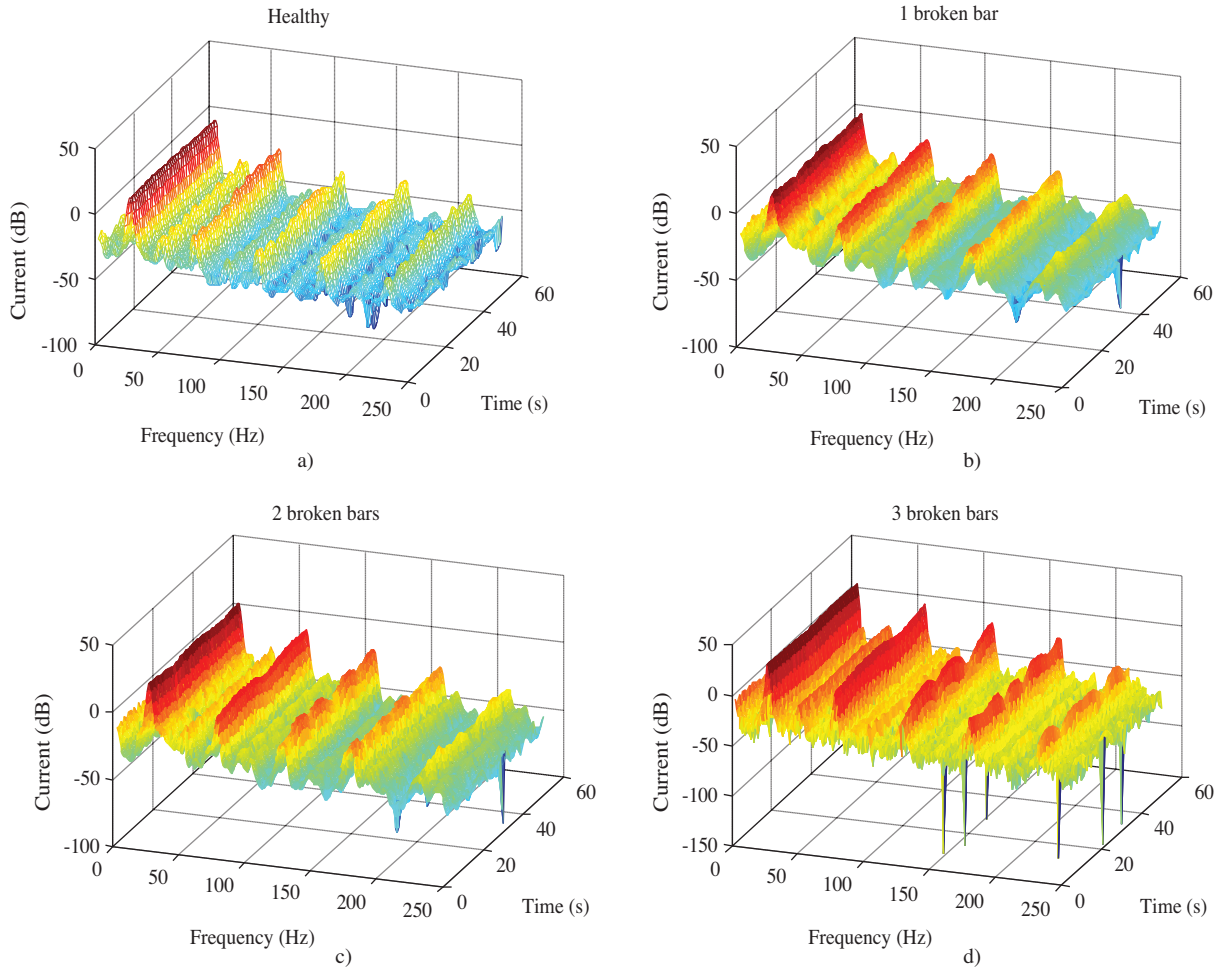 Healthy
50
0
-50
-100
Current (dB)
0
50
100
150
200
250
Frequency (Hz)
0
20
40
60
Time (s)
a)
1 broken bar
50
0
-50
-100
Current (dB)
0
50
100
150
200
250
Frequency (Hz)
0
20
40
60
Time (s)
b)
2 broken bars
50
0
-50
-100
Current (dB)
0
50
100
150
200
250
Frequency (Hz)
0
20
40
60
Time (s)
c)
3 broken bars
50
0
-50
-100
-150
Current (dB)
0
50
100
150
200
250
Frequency (Hz)
0
20
40
60
Time (s)
d)